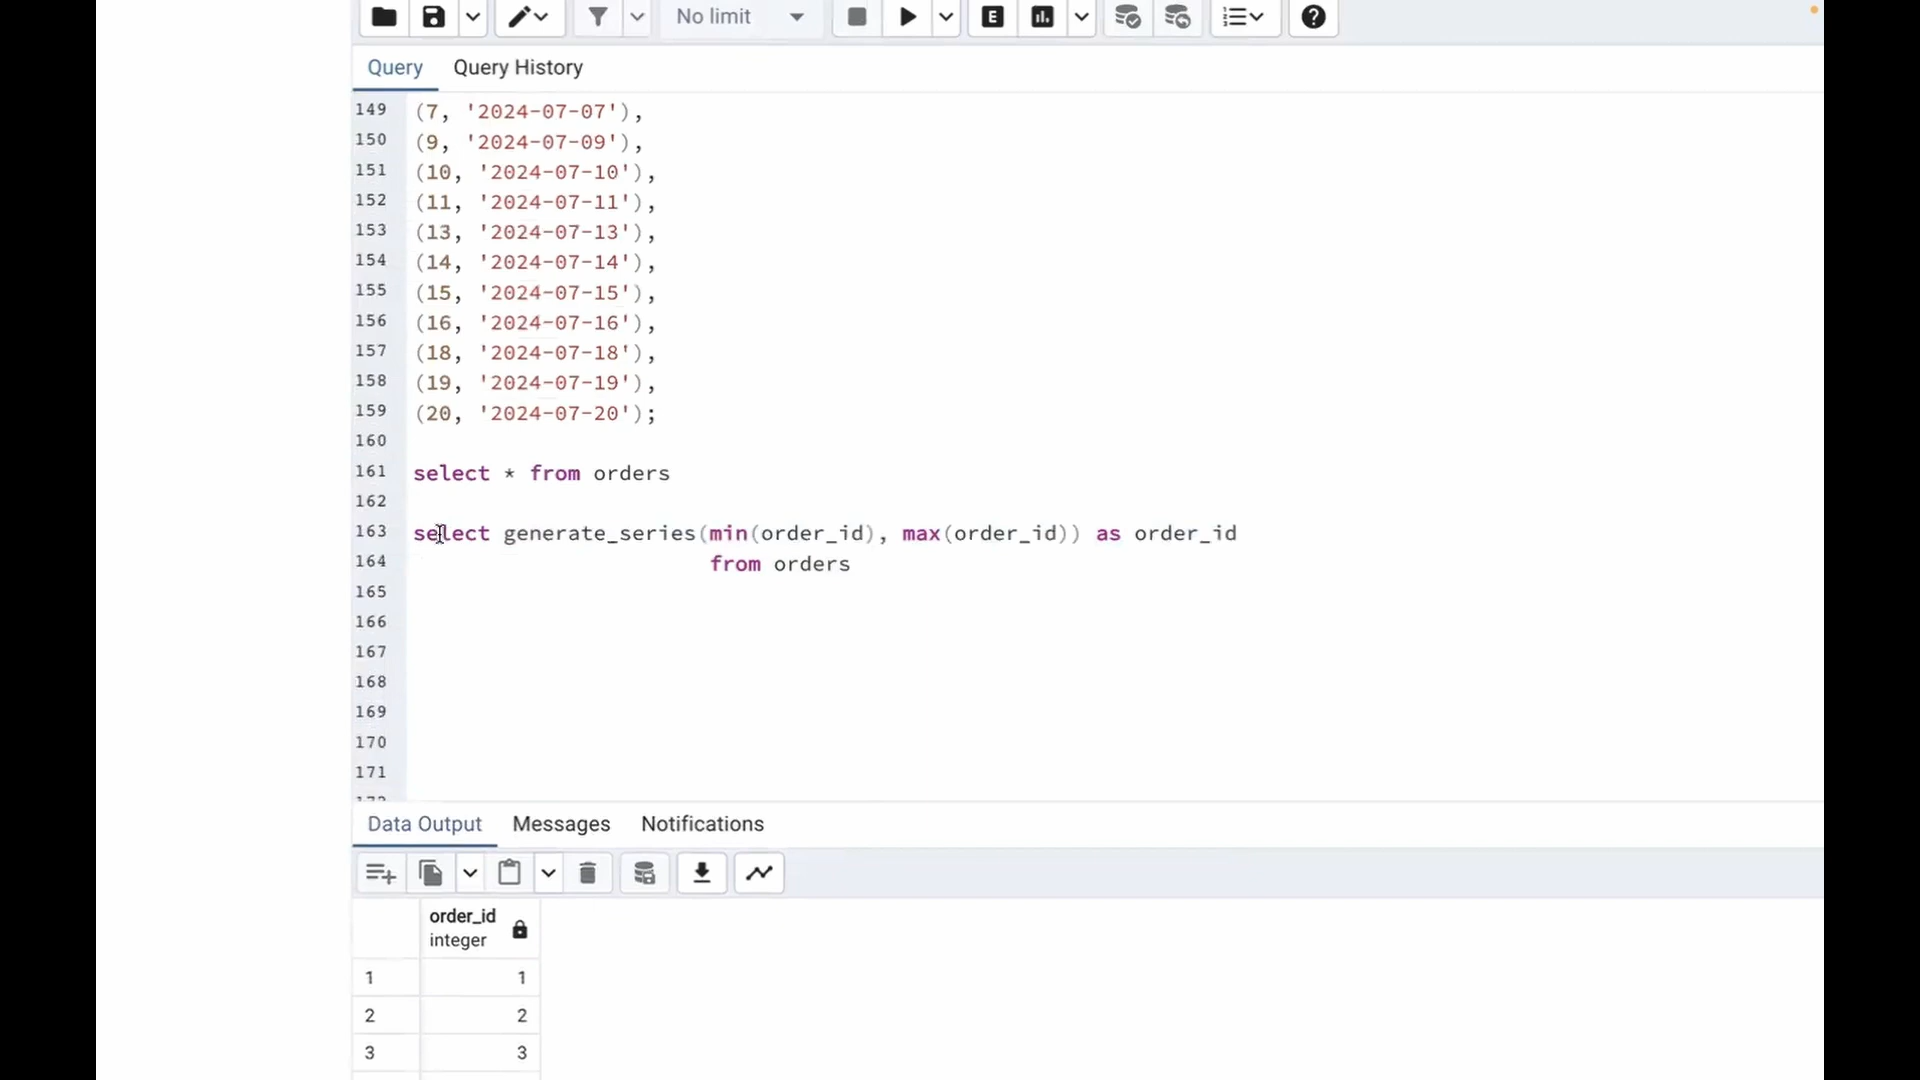 No limit
Query Query History
149 (7, '2024-07-07'),
150 (9, '2024-07-09'),
151 (10, '2024-07-10'),
152 (11, '2024-07-11'),
153 (13, '2024-07-13'),
154 (14, '2024-07-14'),
155 (15, '2024-07-15'),
156 (16, '2024-07-16'),
157 (18, '2024-07-18'),
158 (19, '2024-07-19'),
159 (20, '2024-07-20');
160
161 select * from orders
162
163 select generate_series(min(order_id), max(order_id)) as order_id
164 from orders
165
166
167
168
169
170
171
Data Output Messages Notifications
order_id
integer
1 1
2 2
3 3